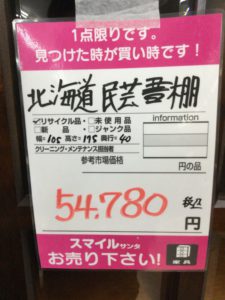 1点限りです。
見つけた時が買い時です!
北海道民芸 棚
☑リサイクル品・□未使用品
□新品・□ジャンク品
幅=105 高さ=175 奥行=40
クリーニング・メンテナンス担当者
information
参考市場価格
円の品
54.780
税込
円
スマイルサンタ
お売り下さい!
家具